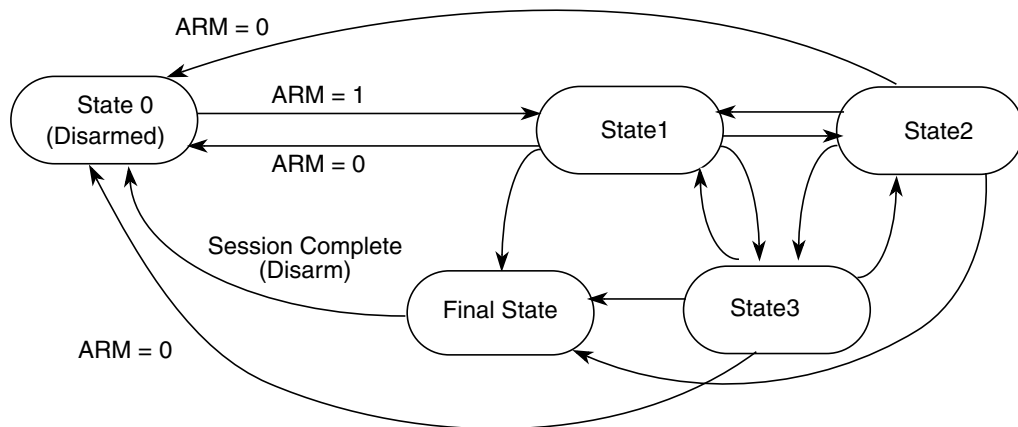 ARM = 0
State 0
(Disarmed)
ARM = 1
State1
State2
ARM = 0
Session Complete
(Disarm)
Final State
State3
ARM = 0